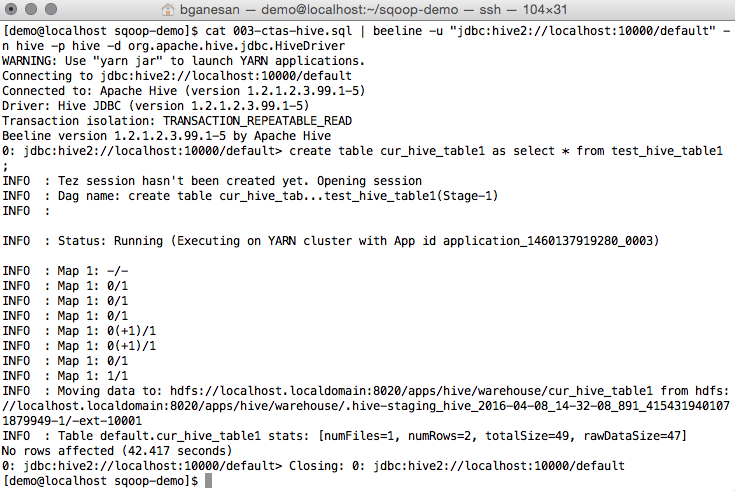 bganesan — demo@localhost:~/sqoop-demo — ssh — 104×31
[demo@localhost sqoop-demo]$ cat 003-ctas-hive.sql | beeline -u "jdbc:hive2://localhost:10000/default" -
n hive -p hive -d org.apache.hive.jdbc.HiveDriver
WARNING: Use "yarn jar" to launch YARN applications.
Connecting to jdbc:hive2://localhost:10000/default
Connected to: Apache Hive (version 1.2.1.2.3.99.1-5)
Driver: Hive JDBC (version 1.2.1.2.3.99.1-5)
Transaction isolation: TRANSACTION_REPEATABLE_READ
Beeline version 1.2.1.2.3.99.1-5 by Apache Hive
0: jdbc:hive2://localhost:10000/default> create table cur_hive_table1 as select * from test_hive_table1
;
INFO  : Tez session hasn't been created yet. Opening session
INFO  : Dag name: create table cur_hive_tab...test_hive_table1(Stage-1)
INFO  :
INFO  : Status: Running (Executing on YARN cluster with App id application_1460137919280_0003)
INFO  : Map 1: -/-
INFO  : Map 1: 0/1
INFO  : Map 1: 0/1
INFO  : Map 1: 0/1
INFO  : Map 1: 0(+1)/1
INFO  : Map 1: 0(+1)/1
INFO  : Map 1: 0/1
INFO  : Map 1: 1/1
INFO  : Moving data to: hdfs://localhost.localdomain:8020/apps/hive/warehouse/cur_hive_table1 from hdfs:
//localhost.localdomain:8020/apps/hive/warehouse/.hive-staging_hive_2016-04-08_14-32-08_891_415431940107
1879949-1/-ext-10001
INFO  : Table default.cur_hive_table1 stats: [numFiles=1, numRows=2, totalSize=49, rawDataSize=47]
No rows affected (42.417 seconds)
0: jdbc:hive2://localhost:10000/default> Closing: 0: jdbc:hive2://localhost:10000/default
[demo@localhost sqoop-demo]$